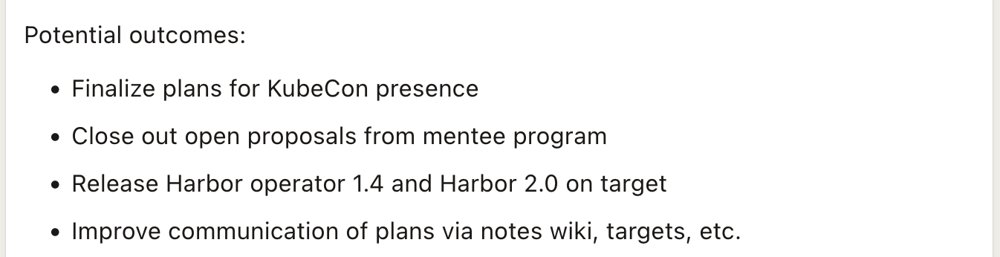 Potential outcomes:
• Finalize plans for KubeCon presence
• Close out open proposals from mentee program
• Release Harbor operator 1.4 and Harbor 2.0 on target
• Improve communication of plans via notes wiki, targets, etc.